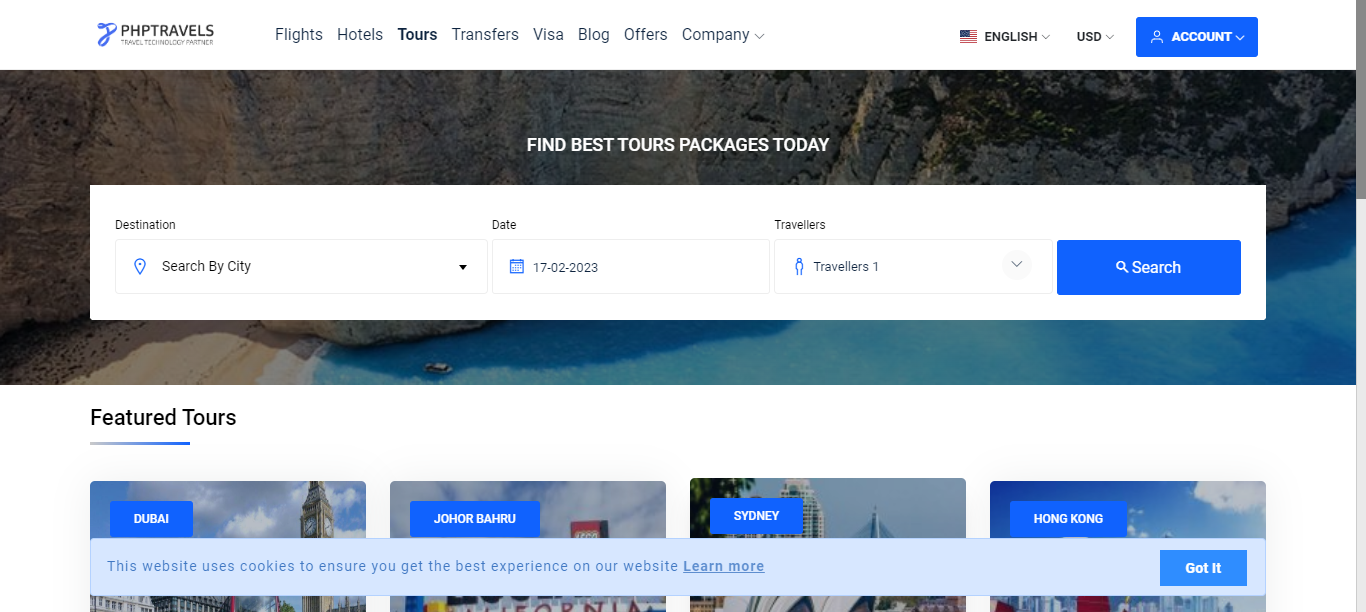 PHPTRAVELS
TRAVEL TECHNOLOGY PARTNER
Flights Hotels Tours Transfers Visa Blog Offers Company
ENGLISH USD ACCOUNT
FIND BEST TOURS PACKAGES TODAY
Destination Date Travellers
Search By City 17-02-2023 Travellers 1 Search
Featured Tours
DUBAI JOHOR BAHRU SYDNEY HONG KONG
LEGO
This website uses cookies to ensure you get the best experience on our website Learn more Got It
CALIFORNIA